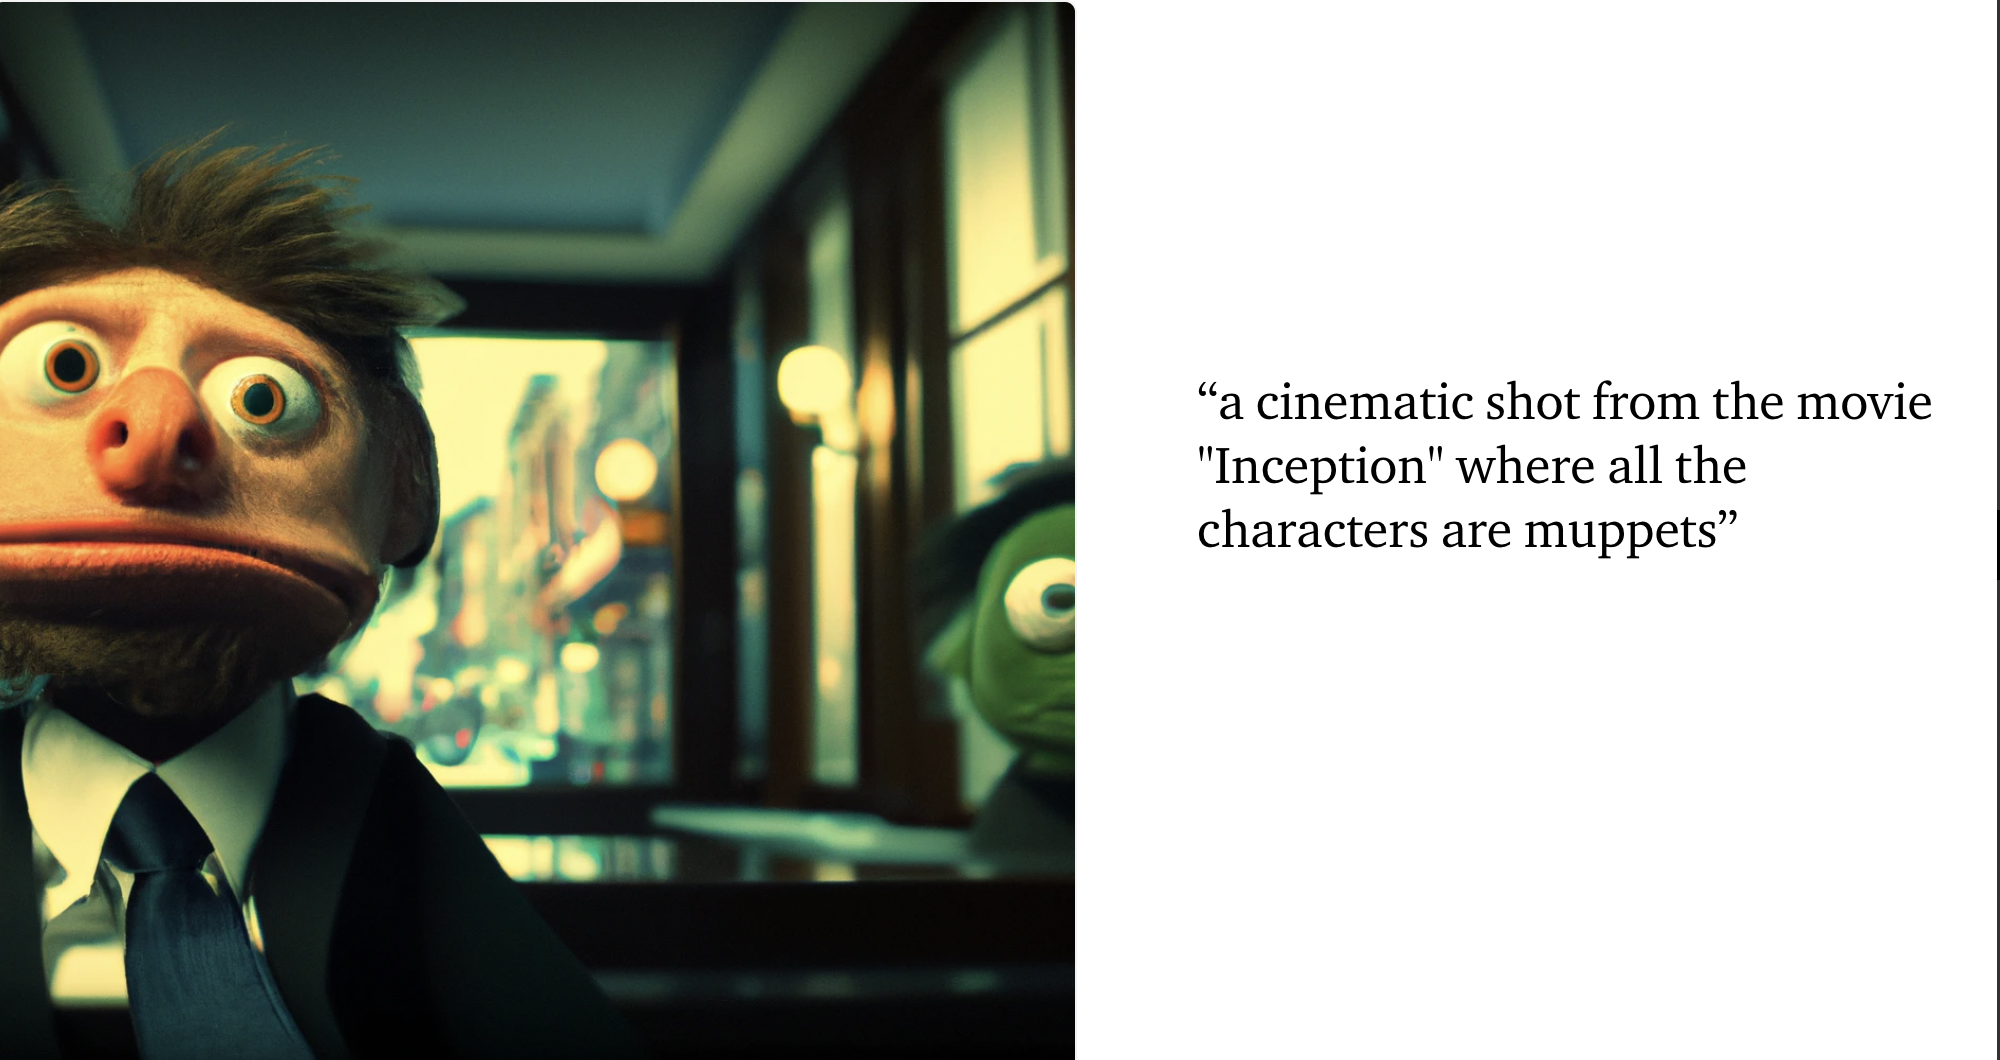 “a cinematic shot from the movie
"Inception" where all the
characters are muppets”